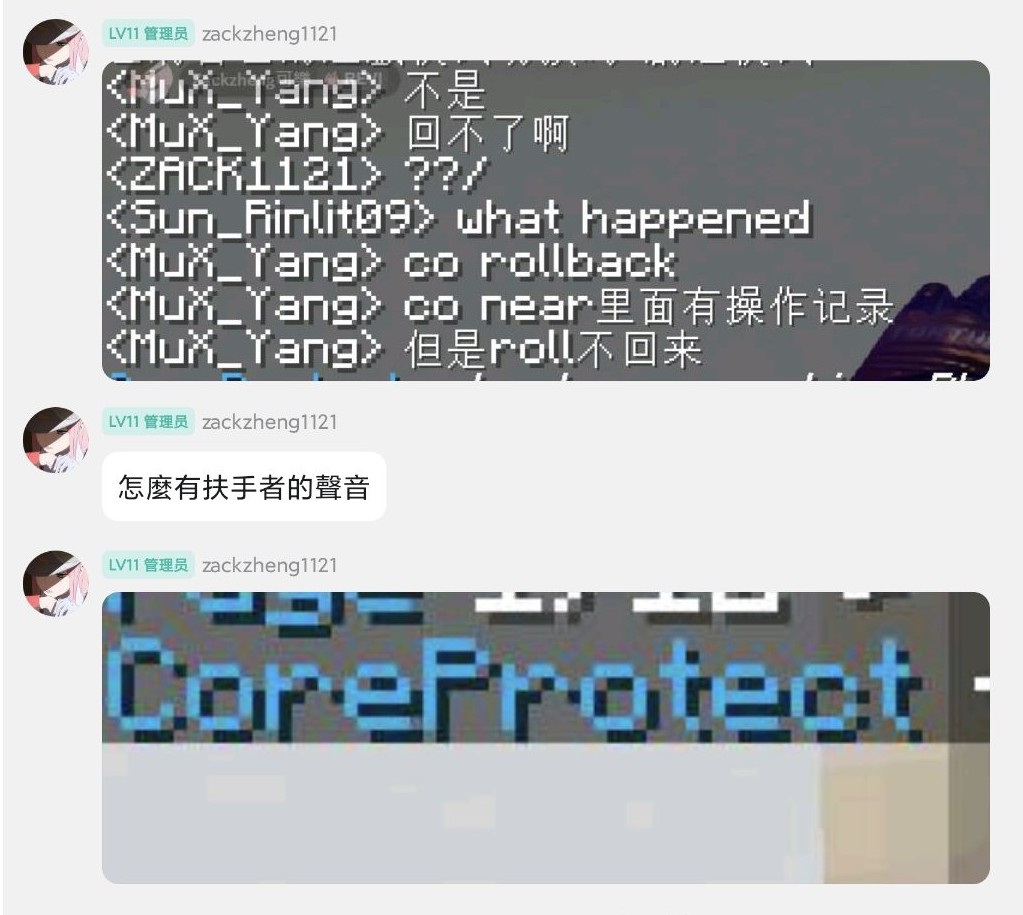 LV11 管理员 zackzheng1121
<MuX_Yang> 不是
<MuX_Yang> 回不了啊
<ZACK1121> ??/
<Sun_Rinlit09> what happened
<MuX_Yang> co rollback
<MuX_Yang> co near里面有操作记录
<MuX_Yang> 但是roll不回来
LV11 管理员 zackzheng1121
怎麼有扶手者的聲音
LV11 管理员 zackzheng1121
Page
CoreProtect